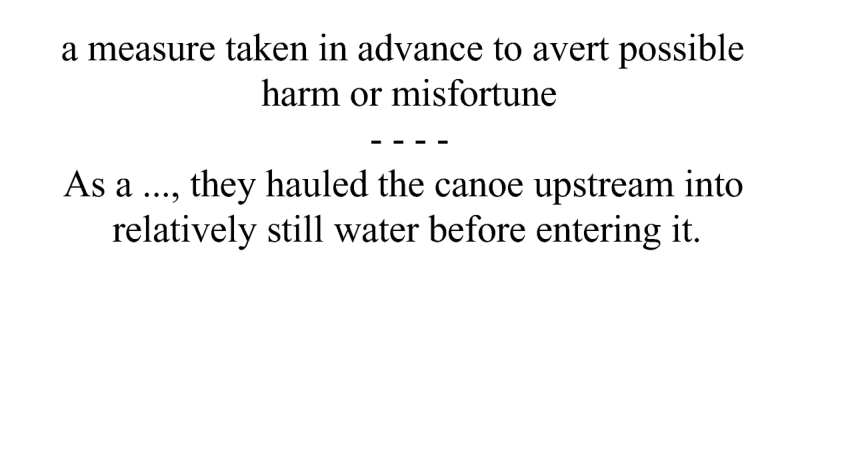 a measure taken in advance to avert possible
harm or misfortune
- - - -
As a ..., they hauled the canoe upstream into
relatively still water before entering it.